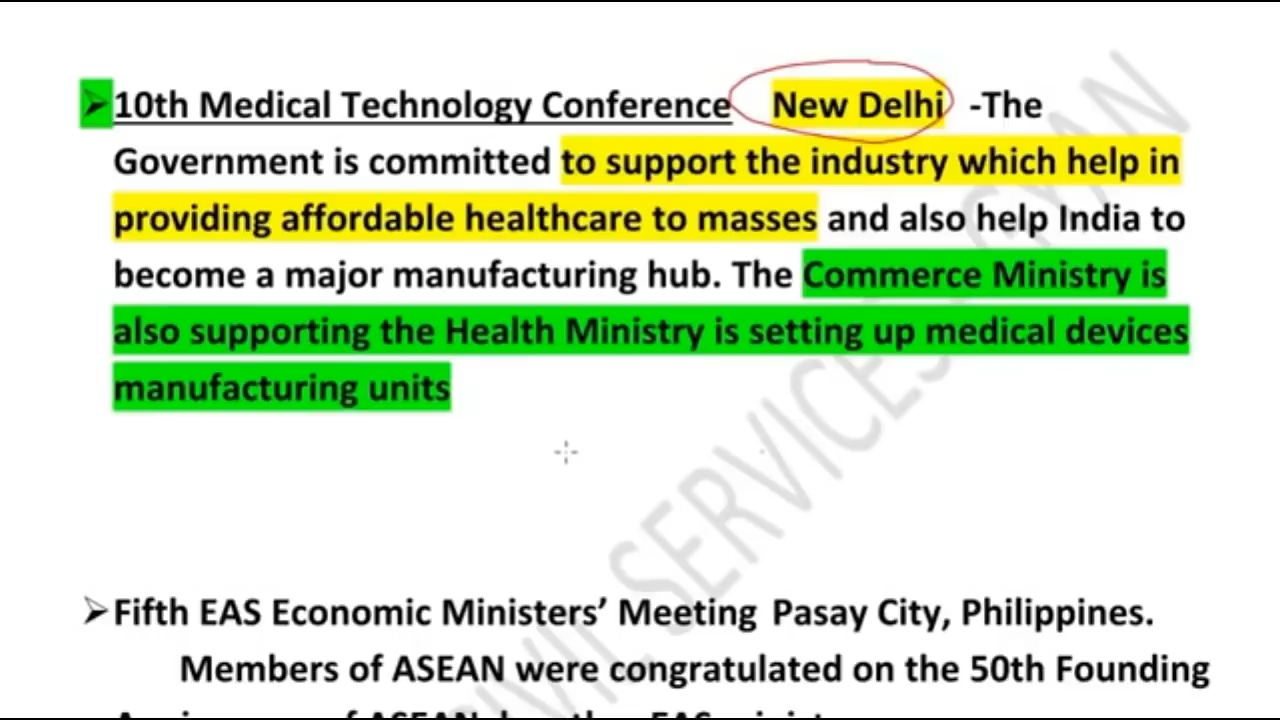 ➢10th Medical Technology Conference New Delhi -The
Government is committed to support the industry which help in
providing affordable healthcare to masses and also help India to
become a major manufacturing hub. The Commerce Ministry is
also supporting the Health Ministry is setting up medical devices
manufacturing units
➢Fifth EAS Economic Ministers’ Meeting Pasay City, Philippines.
Members of ASEAN were congratulated on the 50th Founding
SERVICES GYAN